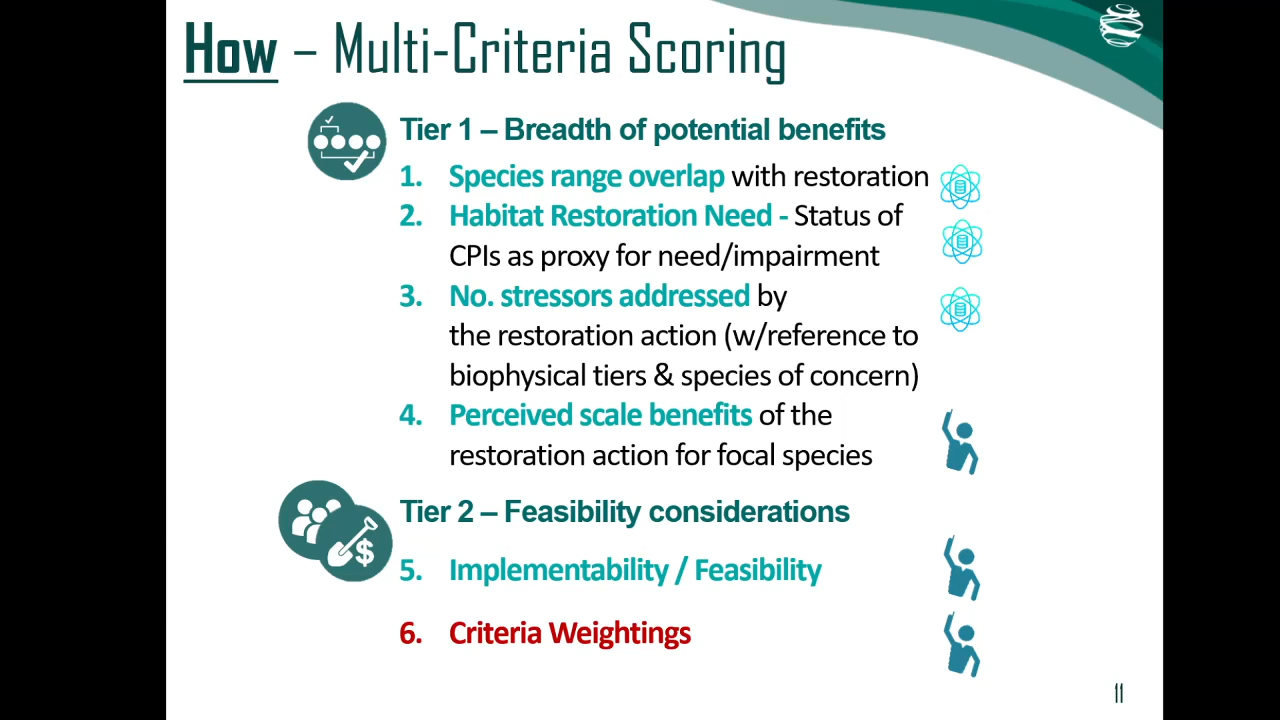 How – Multi-Criteria Scoring
Tier 1 – Breadth of potential benefits
1. Species range overlap with restoration
2. Habitat Restoration Need - Status of
CPIs as proxy for need/impairment
3. No. stressors addressed by
the restoration action (w/reference to
biophysical tiers & species of concern)
4. Perceived scale benefits of the
restoration action for focal species
$
Tier 2 – Feasibility considerations
5. Implementability / Feasibility
6. Criteria Weightings
11